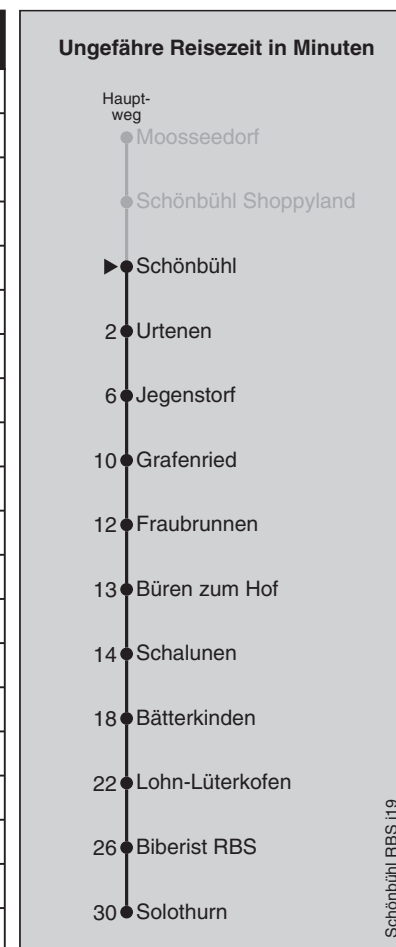 Ungefähre Reisezeit in Minuten
Haupt-
weg
Moosseedorf
Schönbühl Shoppyland
Schönbühl
2 Urtenen
6 Jegenstorf
10 Grafenried
12 Fraubrunnen
13 Büren zum Hof
14 Schalunen
18 Bätterkinden
22 Lohn-Lüterkofen
26 Biberist RBS
30 Solothurn
Schönbühl RBS j19